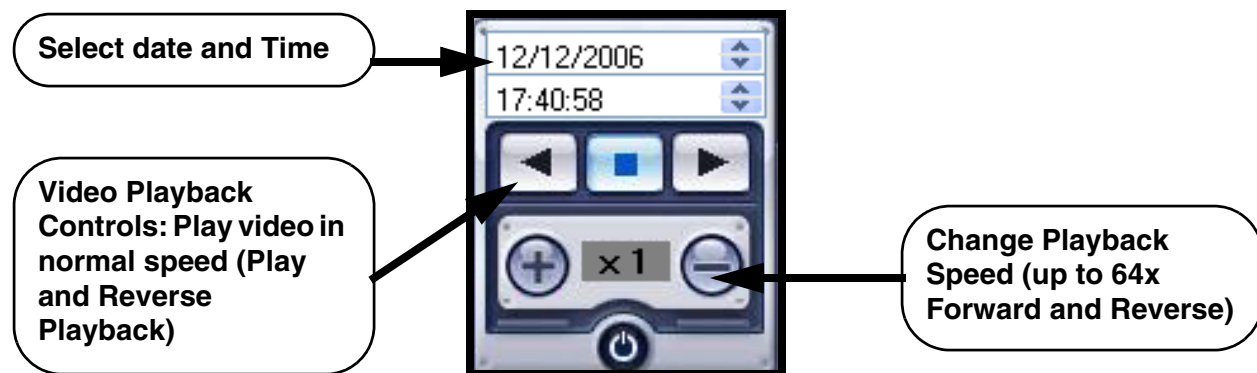 Select date and Time
12/12/2006
17:40:58
Video Playback
Controls: Play video in
normal speed (Play
and Reverse
Playback)
x 1
Change Playback
Speed (up to 64x
Forward and Reverse)